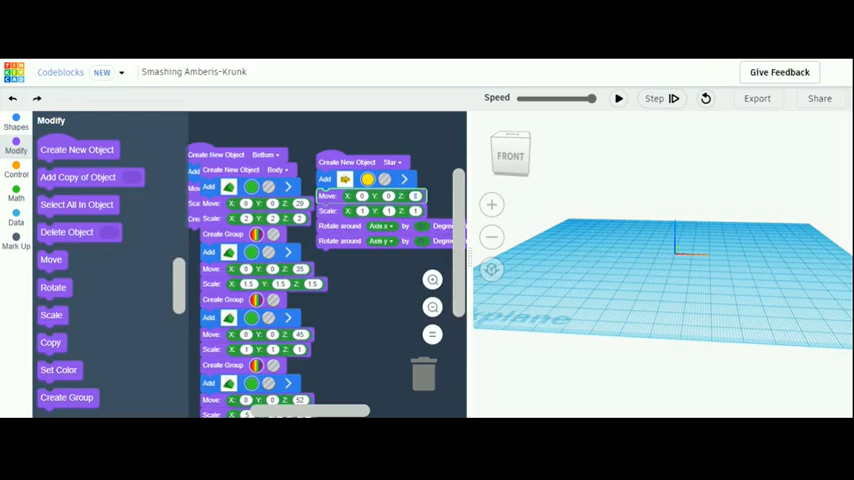 TIN
KER
CAD
Codeblocks NEW
Smashing Amberis-Krunk
Give Feedback
Speed
Step
Export
Share
Shapes
Modify
Control
Math
Data
Mark Up
Modify
Create New Object
Add Copy of Object
Select All In Object
Delete Object
Move
Rotate
Scale
Copy
Set Color
Create Group
Create New Object Bottom
Create New Object Body
Add
Move: X: 0 Y: 0 Z: 20
Scale: X: 2 Y: 2 Z: 2
Create Group
Add
Move: X: 0 Y: 0 Z: 35
Scale: X: 1.5 Y: 1.5 Z: 1.5
Create Group
Add
Move: X: 0 Y: 0 Z: 45
Scale: X: 1 Y: 1 Z: 1
Create Group
Add
Move: X: 0 Y: 0 Z: 52
Create New Object Star
Add
Move: X: 0 Y: 0 Z:
Scale: X: 1 Y: 1 Z: 1
Rotate around Axis x by
Rotate around Axis y by
FRONT